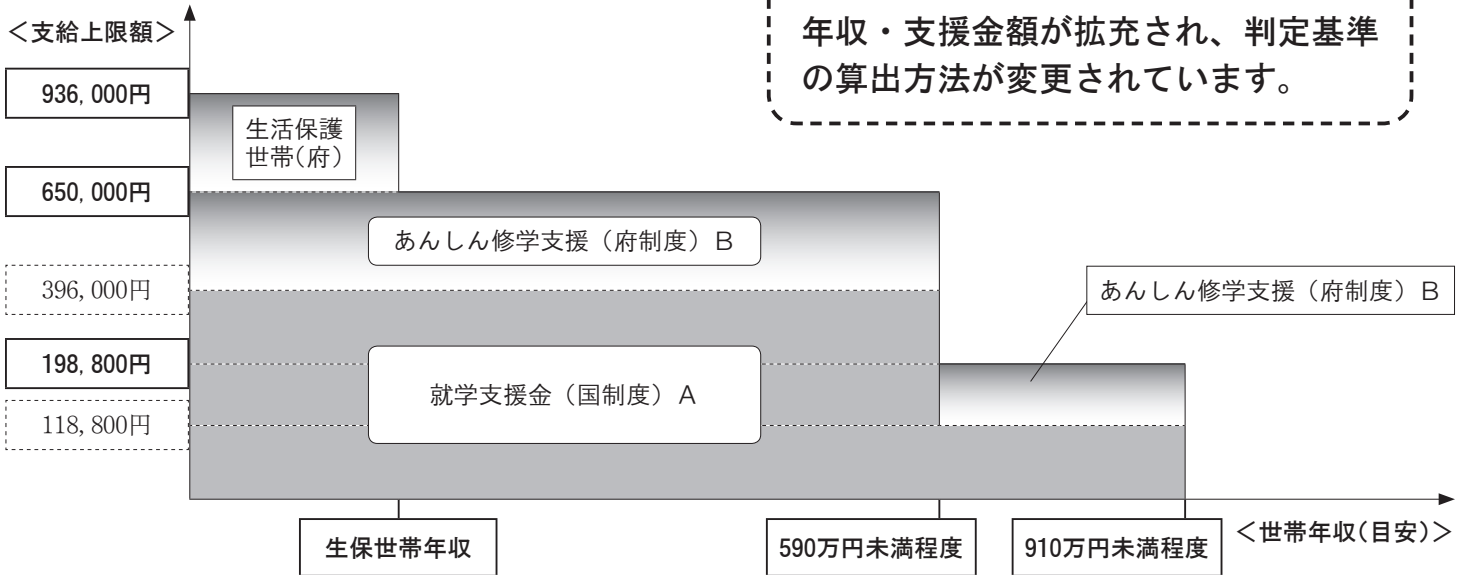 年収・支援金額が拡充され、判定基準
の算出方法が変更されています。
＜支給上限額＞
936,000円
生活保護
世帯(府)
650,000円
あんしん修学支援（府制度）B
396,000円
あんしん修学支援（府制度）B
198,800円
就学支援金（国制度）A
118,800円
生保世帯年収
590万円未満程度
910万円未満程度
＜世帯年収(目安)＞